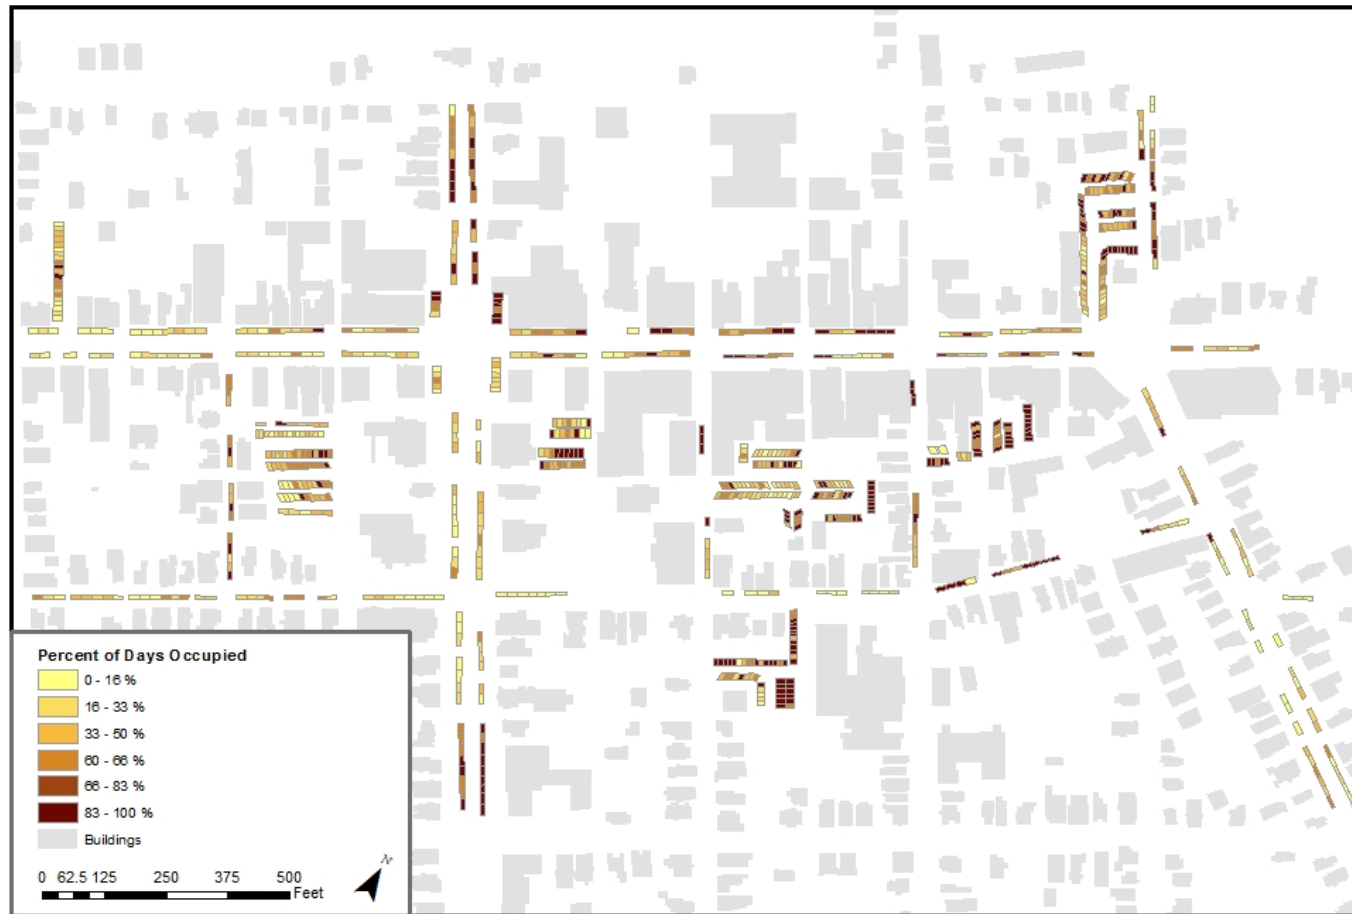 Percent of Days Occupied
0 - 16 %
16 - 33 %
33 - 50 %
60 - 66 %
66 - 83 %
83 - 100 %
Buildings
N
0 62.5 125 250 375 500
Feet